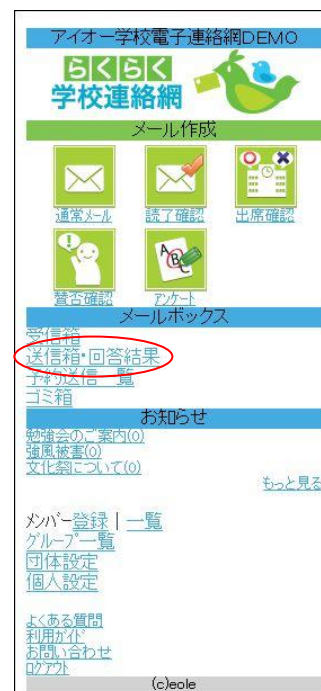 アイオー学校電子連絡網DEMO
らくらく
学校連絡網
メール作成
通常メール 読了確認 出席確認
賛否確認 アンケート
メールボックス
受信箱
送信箱・回答結果
予約送信一覧
ゴミ箱
お知らせ
勉強会のご案内(0)
強風被害(0)
文化祭について(0)
もっと見る
メンバー登録 | 一覧
グループ一覧
団体設定
個人設定
よくある質問
利用ガイド
お問い合わせ
ログアウト
(c)eole